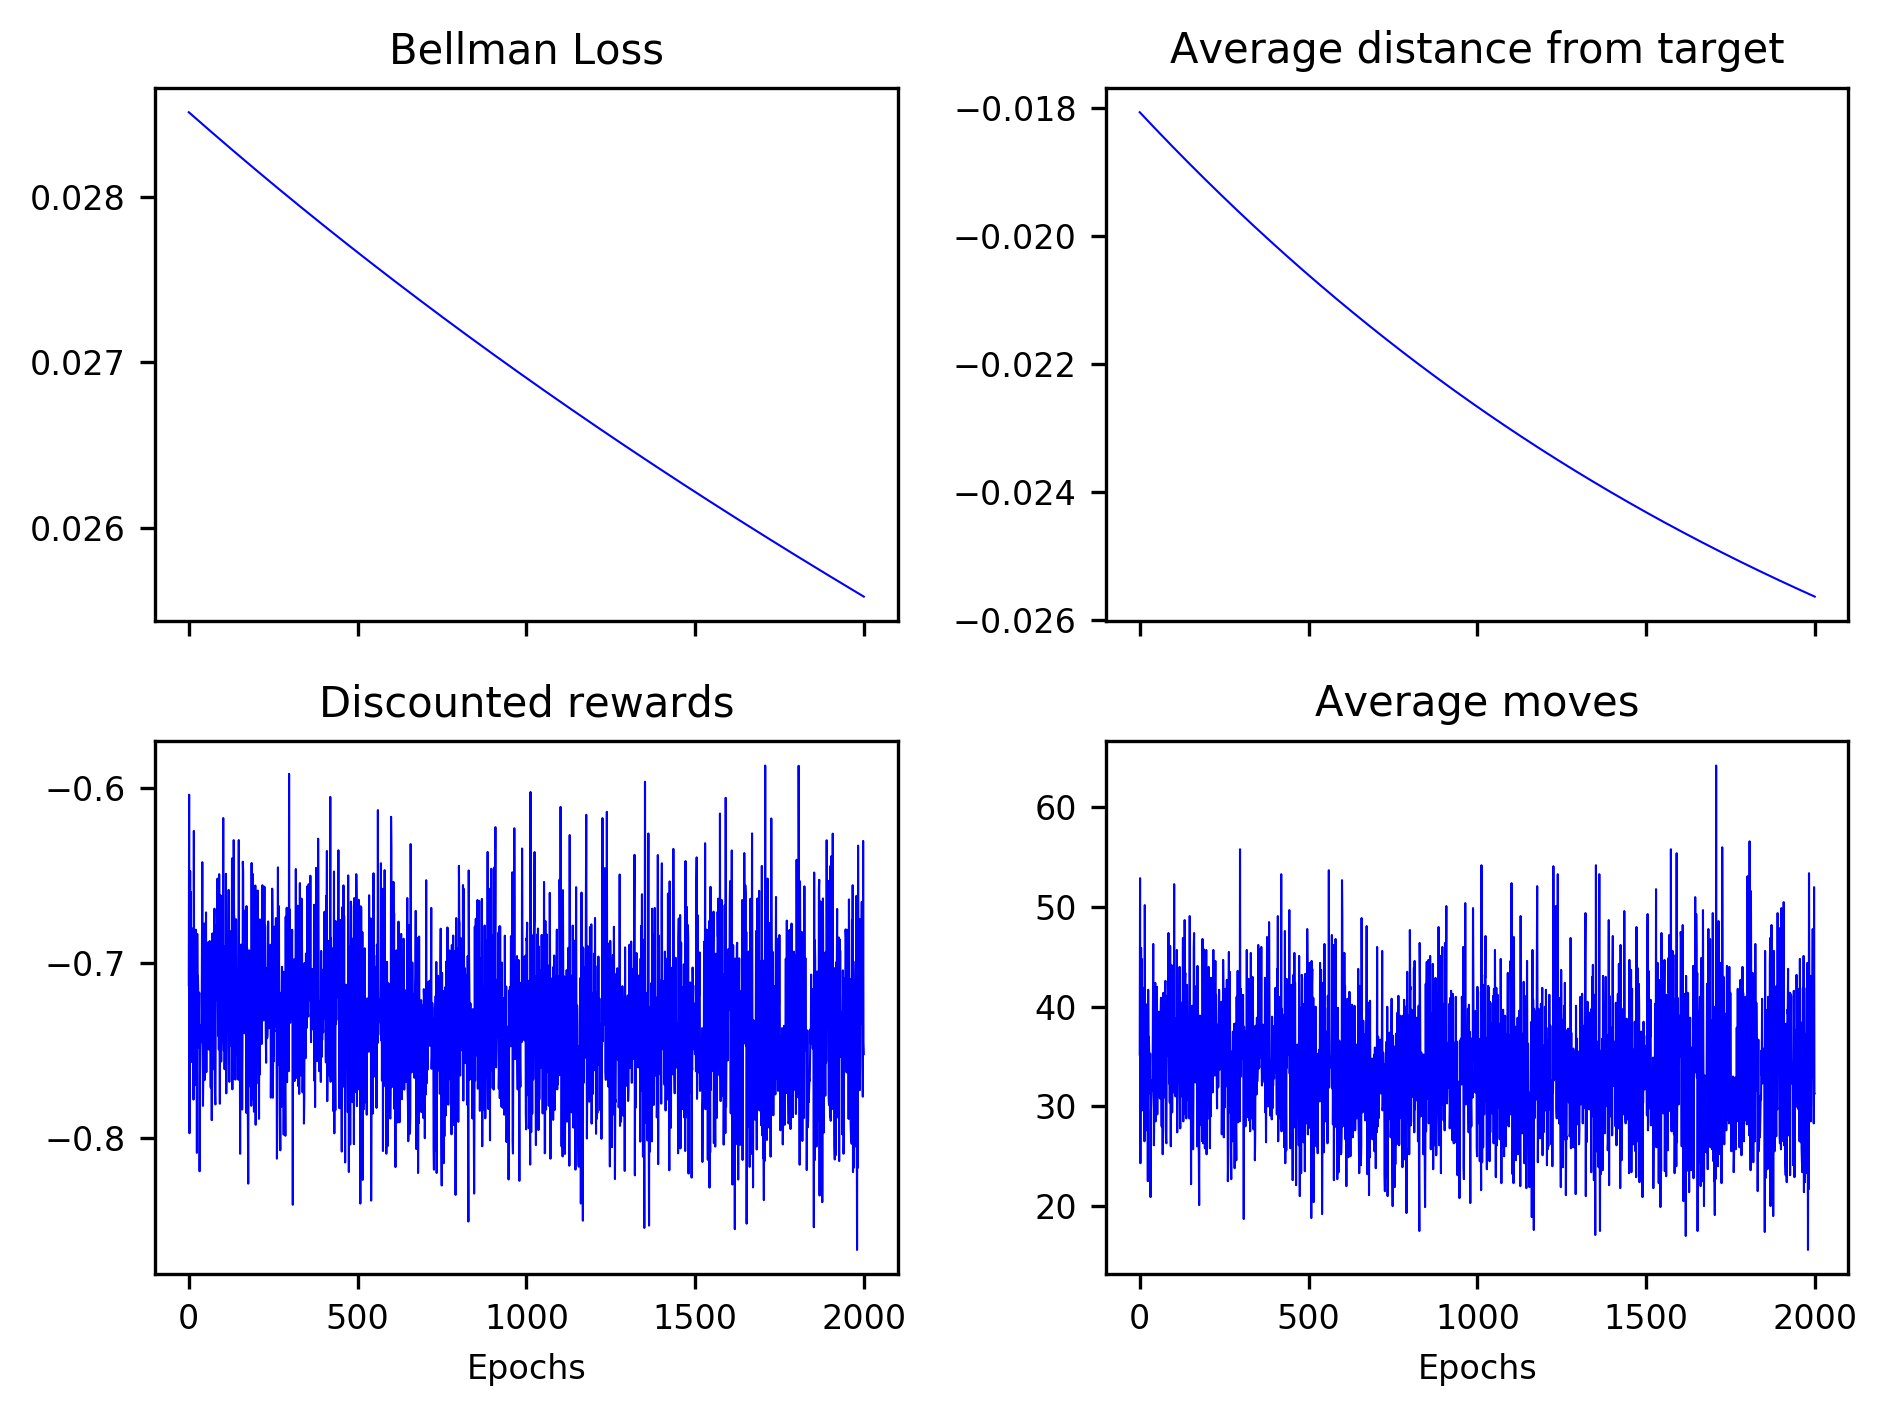 Bellman Loss
0.028
0.027
0.026
Average distance from target
−0.018
−0.020
−0.022
−0.024
−0.026
Discounted rewards
−0.6
−0.7
−0.8
0 500 1000 1500 2000
Epochs
Average moves
60
50
40
30
20
0 500 1000 1500 2000
Epochs